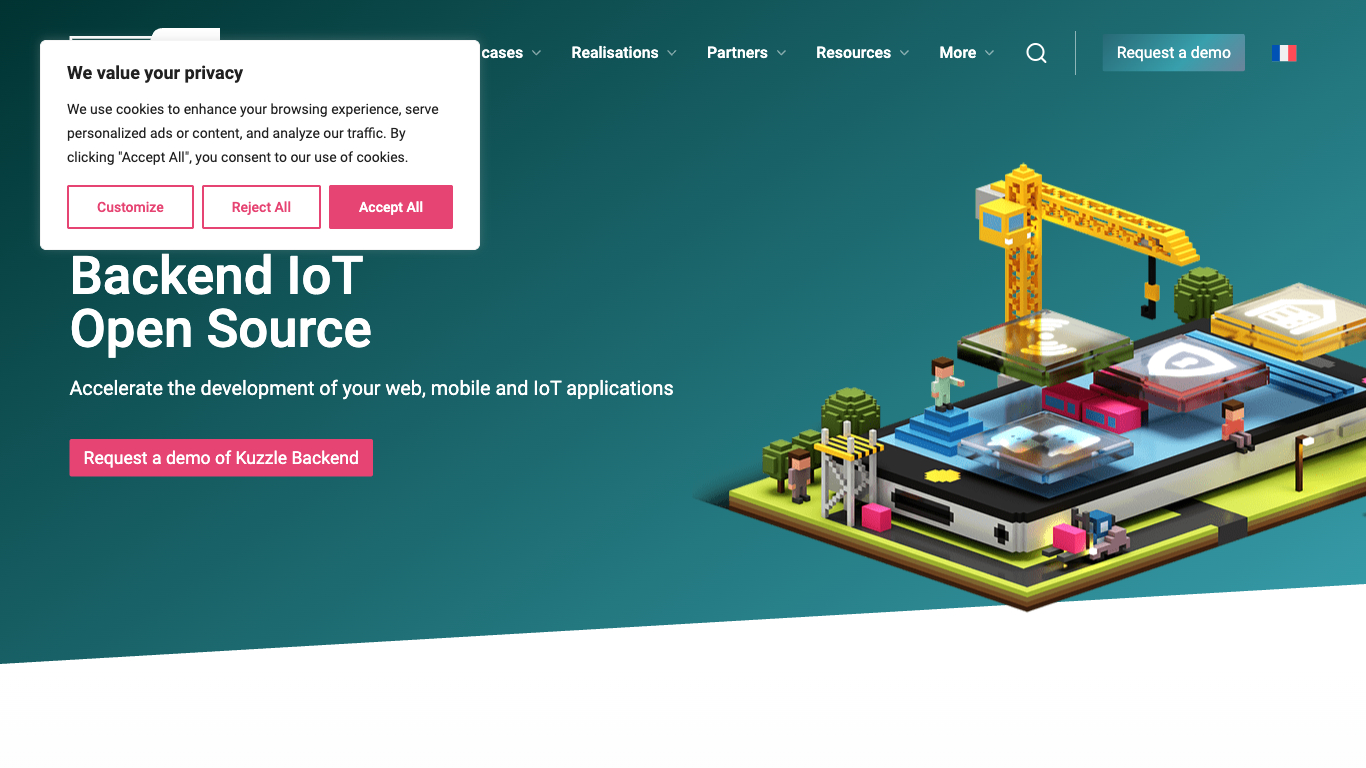 cases
Realisations
Partners
Resources
More
Request a demo
We value your privacy
We use cookies to enhance your browsing experience, serve
personalized ads or content, and analyze our traffic. By
clicking "Accept All", you consent to our use of cookies.
Customize
Reject All
Accept All
Backend IoT
Open Source
Accelerate the development of your web, mobile and IoT applications
Request a demo of Kuzzle Backend